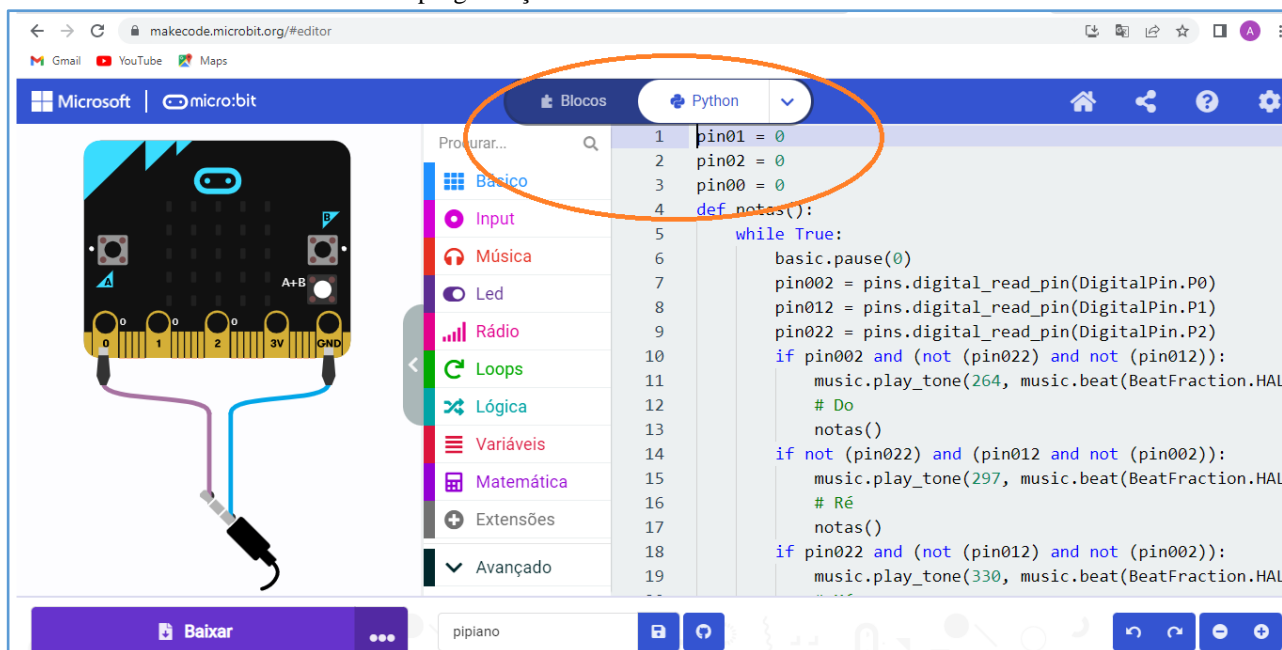 makecode.microbit.org/#editor
A
Gmail YouTube Maps
Microsoft micro:bit
Blocos Python
Procurar...
Básico
Input
Música
Led
Rádio
Loops
Lógica
Variáveis
Matemática
Extensões
Avançado
B
A
A+B
0 0 0
0 1 2 3V GND
1 pin01 = 0
2 pin02 = 0
3 pin00 = 0
4 def notas():
5 while True:
6 basic.pause(0)
7 pin002 = pins.digital_read_pin(DigitalPin.P0)
8 pin012 = pins.digital_read_pin(DigitalPin.P1)
9 pin022 = pins.digital_read_pin(DigitalPin.P2)
10 if pin002 and (not (pin022) and not (pin012)):
11 music.play_tone(264, music.beat(BeatFraction.HAL
12 # Do
13 notas()
14 if not (pin022) and (pin012 and not (pin002)):
15 music.play_tone(297, music.beat(BeatFraction.HAL
16 # Ré
17 notas()
18 if pin022 and (not (pin012) and not (pin002)):
19 music.play_tone(330, music.beat(BeatFraction.HAL
Baixar
pipiano